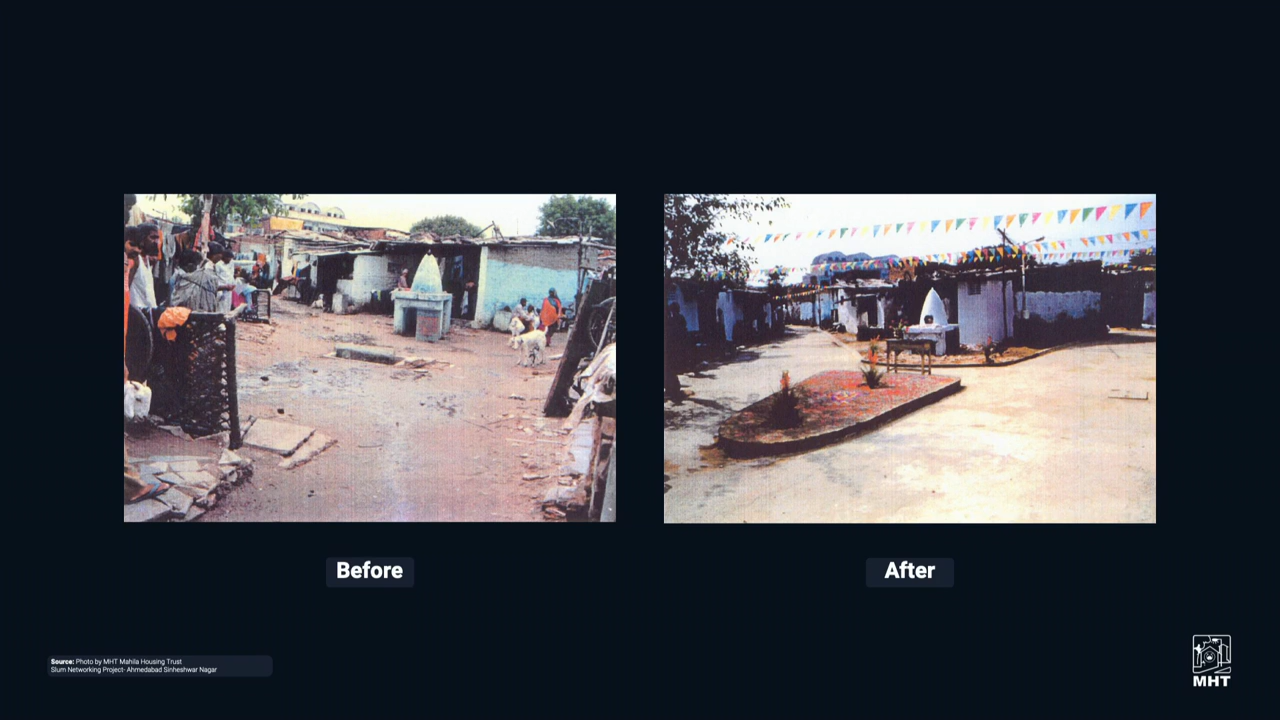 Before
After
Source: Photo by MHT Mahila Housing Trust
Slum Networking Project- Ahmedabad Sinheshwar Nagar
MHT